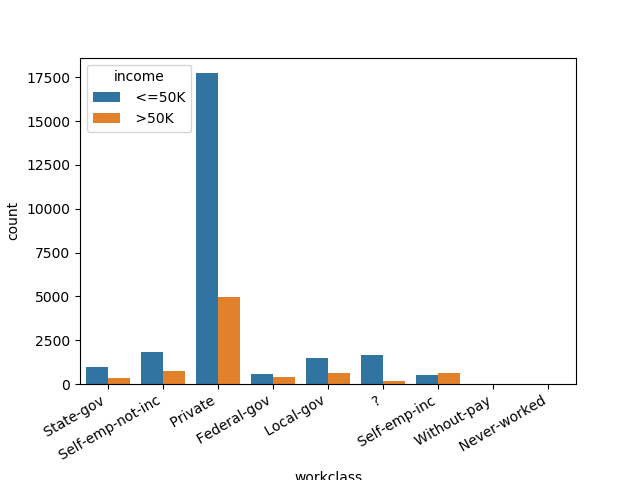 income
<=50K
>50K
17500
15000
12500
10000
7500
5000
2500
0
count
State-gov
Self-emp-not-inc
Private
Federal-gov
Local-gov
?
Self-emp-inc
Without-pay
Never-worked
workclass